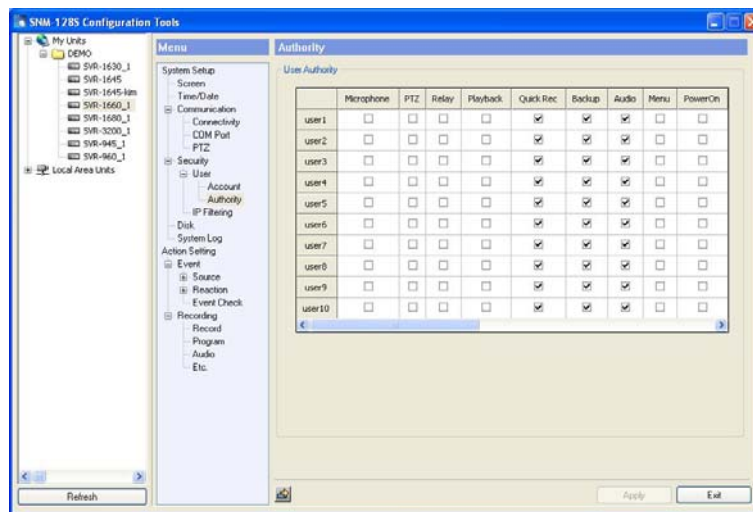 SNM-128S Configuration Tools
My Units
DEMO
SVR-1630_1
SVR-1645
SVR-1645-kim
SVR-1660_1
SVR-1680_1
SVR-3200_1
SVR-945_1
SVR-960_1
Local Area Units
Refresh
Menu
System Setup
Screen
Time/Date
Communication
Connectivity
COM Port
PTZ
Security
User
Account
Authority
IP Filtering
Disk
System Log
Action Setting
Event
Source
Reaction
Event Check
Recording
Record
Program
Audio
Etc.
Authority
User Authority
Microphone PTZ Relay Playback Quick Rec Backup Audio Menu PowerOn
user1
user2
user3
user4
user5
user6
user7
user8
user9
user10
Apply Exit